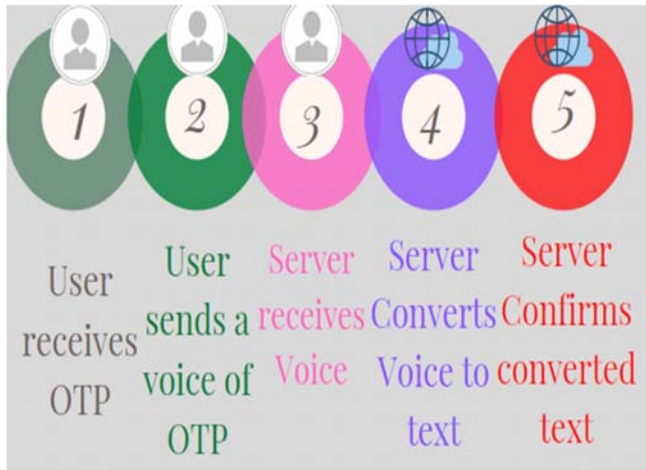 1
2
3
4
5
User
receives
OTP
User
sends a
voice of
OTP
Server
receives
Voice
Server
Converts
Voice to
text
Server
Confirms
converted
text